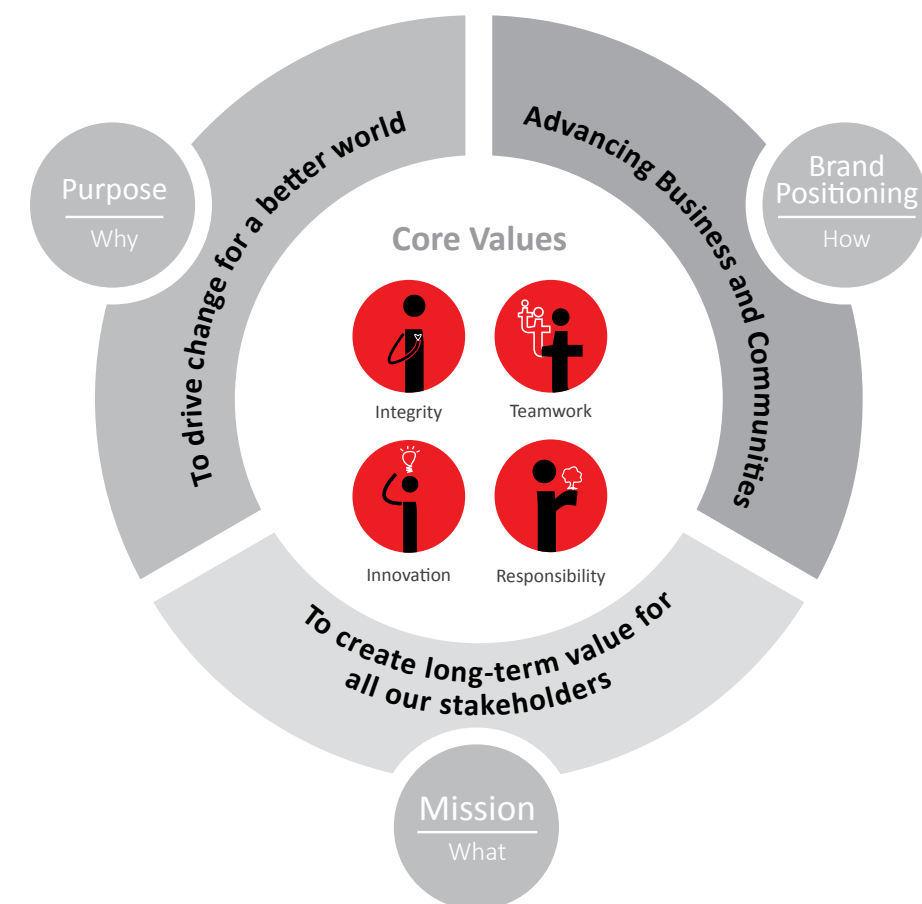 Purpose
Why
To drive change for a better world
Advancing Business and Communities
Brand
Positioning
How
Core Values
Integrity
Teamwork
Innovation
Responsibility
To create long-term value for
all our stakeholders
Mission
What